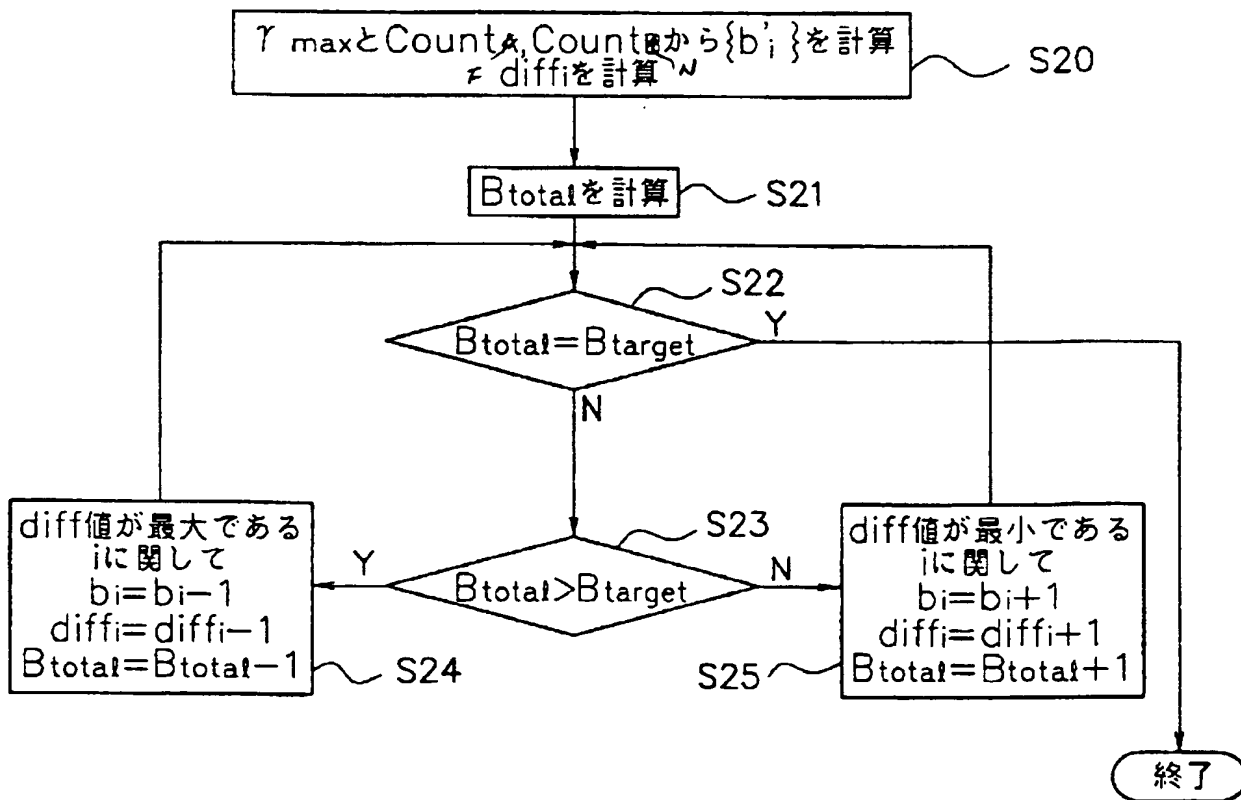 γ maxとCount,Countから{b'i}を計算
F diffiを計算 N
S20
Btotalを計算
S21
S22
Btotal=Btarget
Y
N
S23
Btotal>Btarget
Y
N
diff値が最大である
iに関して
bi=bi−1
diffi=diffi−1
Btotal=Btotal−1
S24
diff値が最小である
iに関して
bi=bi+1
diffi=diffi+1
Btotal=Btotal+1
S25
終了